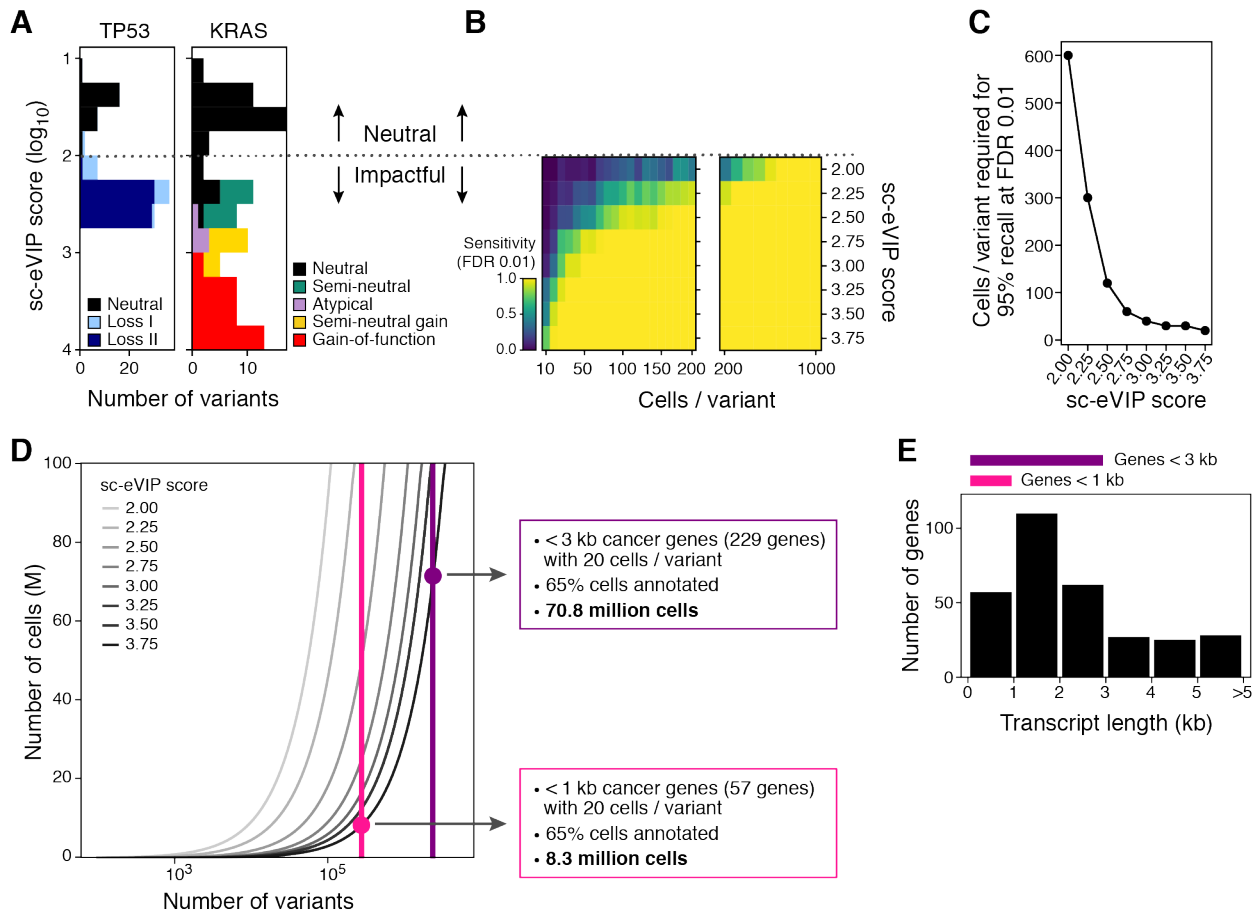 A
TP53
KRAS
1
2
3
4
sc-eVIP score (log10)
Neutral
Loss I
Loss II
0
20
0
10
Number of variants
Neutral
Semi-neutral
Atypical
Semi-neutral gain
Gain-of-function
Neutral
Impactful
B
Sensitivity
(FDR 0.01)
1.0
0.5
0.0
10
50
100
150
200
200
1000
Cells / variant
2.00
2.25
2.50
2.75
3.00
3.25
3.50
3.75
sc-eVIP score
C
Cells / variant required for
95% recall at FDR 0.01
600
500
400
300
200
100
0
2.00
2.25
2.50
2.75
3.00
3.25
3.50
3.75
sc-eVIP score
D
Number of cells (M)
100
80
60
40
20
0
sc-eVIP score
2.00
2.25
2.50
2.75
3.00
3.25
3.50
3.75
10^3
10^5
Number of variants
• < 3 kb cancer genes (229 genes)
with 20 cells / variant
• 65% cells annotated
• 70.8 million cells
• < 1 kb cancer genes (57 genes)
with 20 cells / variant
• 65% cells annotated
• 8.3 million cells
E
Genes < 3 kb
Genes < 1 kb
Number of genes
100
50
0
0
1
2
3
4
5
>5
Transcript length (kb)